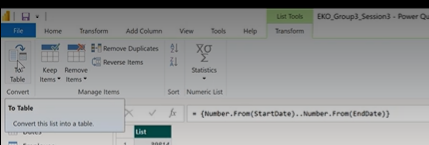 List Tools
EKO_Group3_Session3 - Power Qu
File
Home
Transform
Add Column
View
Tools
Help
Transform
To
Table
Keep
Items
Remove
Items
Remove Duplicates
Reverse Items
Statistics
Convert
Manage Items
Sort
Numeric List
To Table
Convert this list into a table.
fx
= {Number.From(StartDate)..Number.From(EndDate)}
List
1